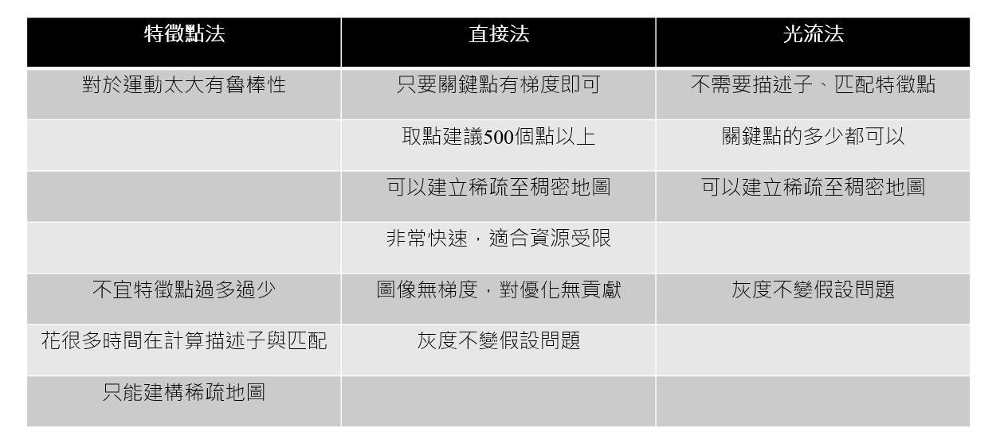 特徵點法 直接法 光流法
對於運動太大有魯棒性 只要關鍵點有梯度即可 不需要描述子、匹配特徵點
取點建議500個點以上 關鍵點的多少都可以
可以建立稀疏至稠密地圖 可以建立稀疏至稠密地圖
非常快速，適合資源受限
不宜特徵點過多過少 圖像無梯度，對優化無貢獻 灰度不變假設問題
花很多時間在計算描述子與匹配 灰度不變假設問題
只能建構稀疏地圖